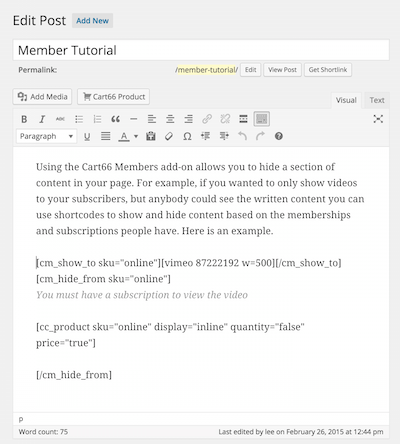 Edit Post Add New
Member Tutorial
Permalink: /member-tutorial/ Edit View Post Get Shortlink
Add Media Cart66 Product
Visual Text
B I ABC
Paragraph U A Ω ?
Using the Cart66 Members add-on allows you to hide a section
of content in your page. For example, if you wanted to only show videos
to your subscribers, but anybody could see the written content you can
use shortcodes to show and hide content based on the memberships
and subscriptions people have. Here is an example.
[cm_show_to sku="online"][vimeo 87222192 w=500][/cm_show_to]
[cm_hide_from sku="online"]
You must have a subscription to view the video
[cc_product sku="online" display="inline" quantity="false"
price="true"]
[/cm_hide_from]
p
Word count: 75 Last edited by lee on February 26, 2015 at 12:44 pm